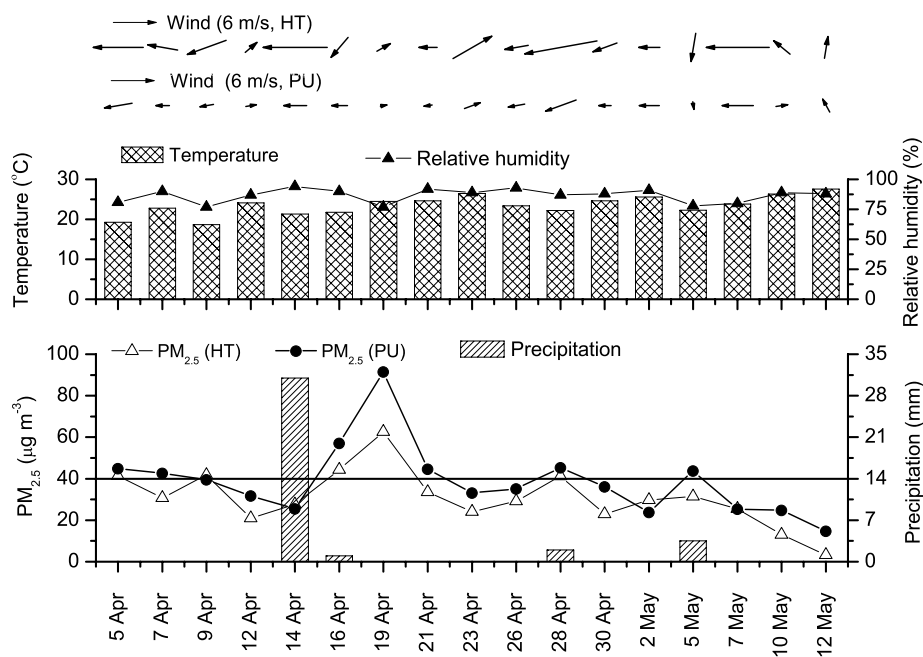 Wind (6 m/s, HT)
Wind (6 m/s, PU)
Temperature
Relative humidity
Temperature (°C)
30
20
10
0
100
75
50
25
0
Relative humidity (%)
PM2.5 (HT)
PM2.5 (PU)
Precipitation
PM2.5 (μg m-3)
100
80
60
40
20
0
35
28
21
14
7
0
Precipitation (mm)
5 Apr
7 Apr
9 Apr
12 Apr
14 Apr
16 Apr
19 Apr
21 Apr
23 Apr
26 Apr
28 Apr
30 Apr
2 May
5 May
7 May
10 May
12 May